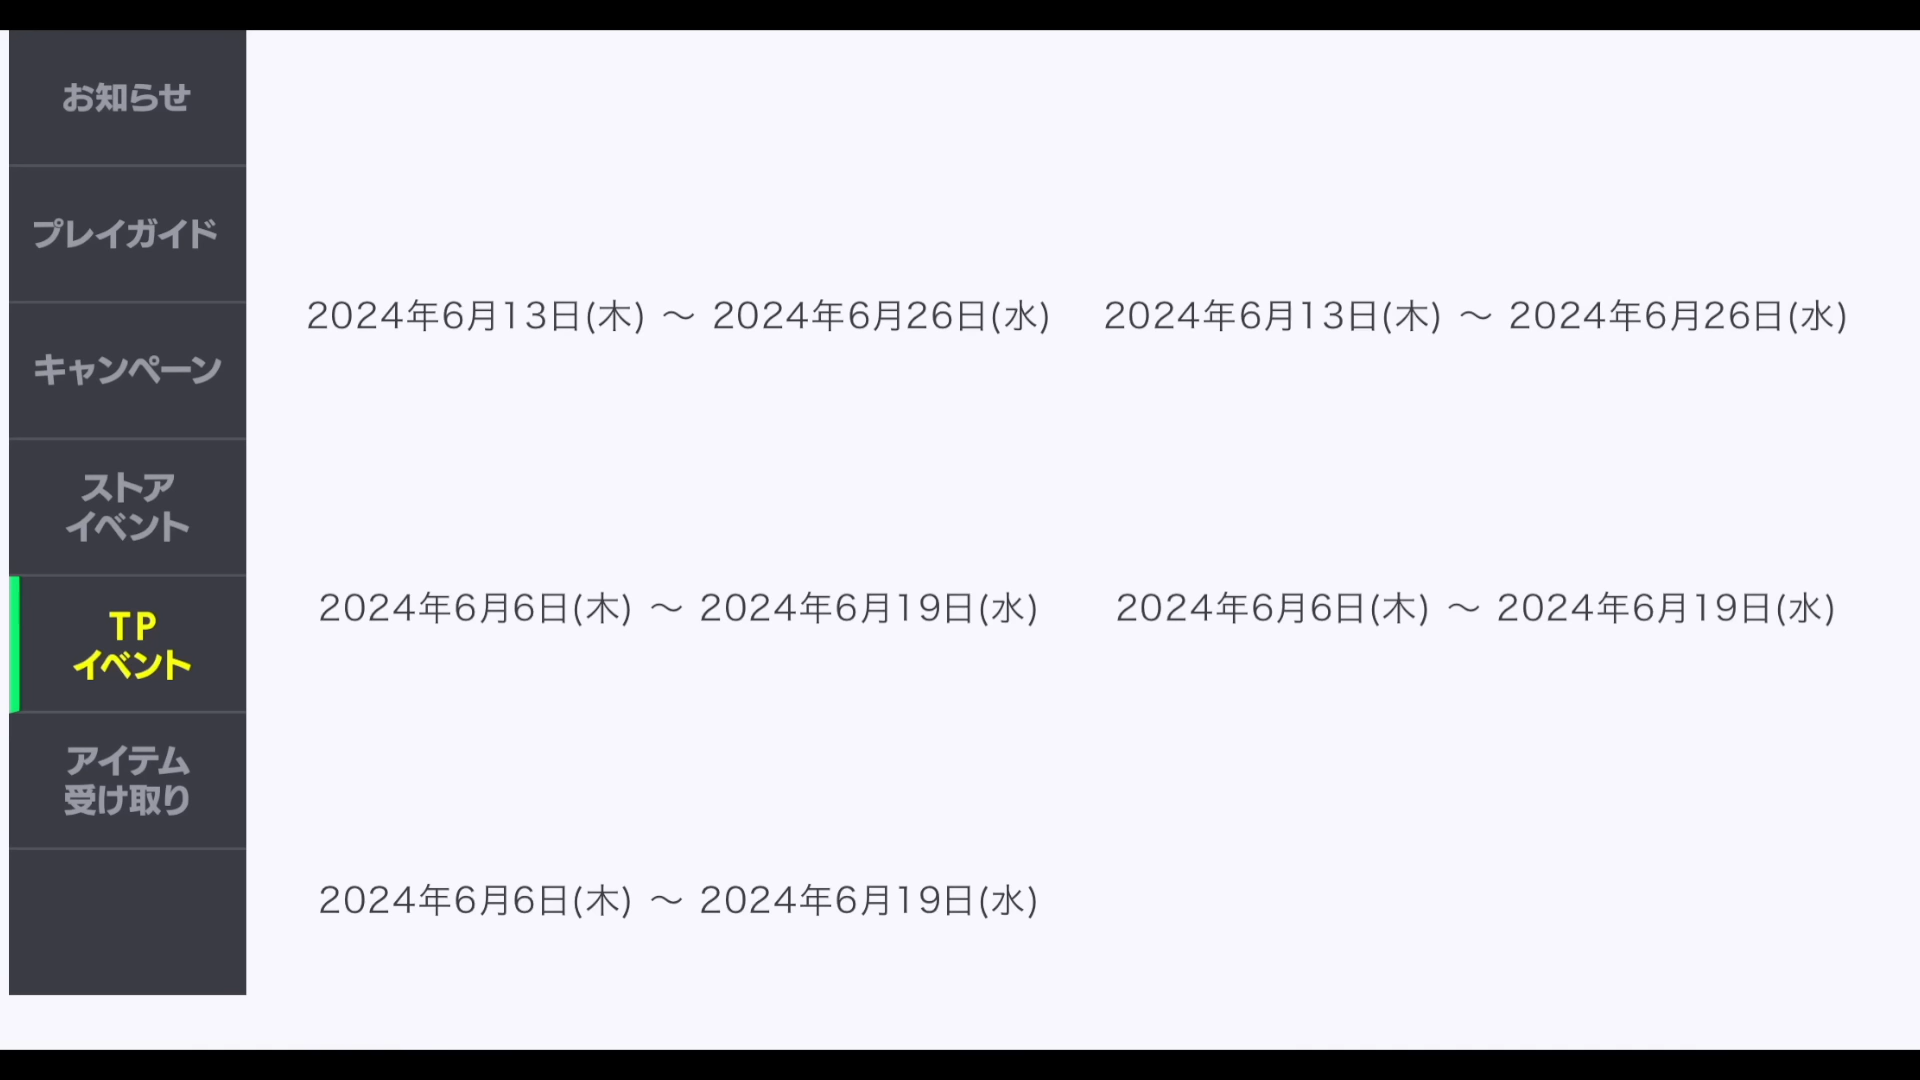 お知らせ
プレイガイド
キャンペーン
ストア
イベント
TP
イベント
アイテム
受け取り
2024年6月13日(木) ～ 2024年6月26日(水)
2024年6月13日(木) ～ 2024年6月26日(水)
2024年6月6日(木) ～ 2024年6月19日(水)
2024年6月6日(木) ～ 2024年6月19日(水)
2024年6月6日(木) ～ 2024年6月19日(水)